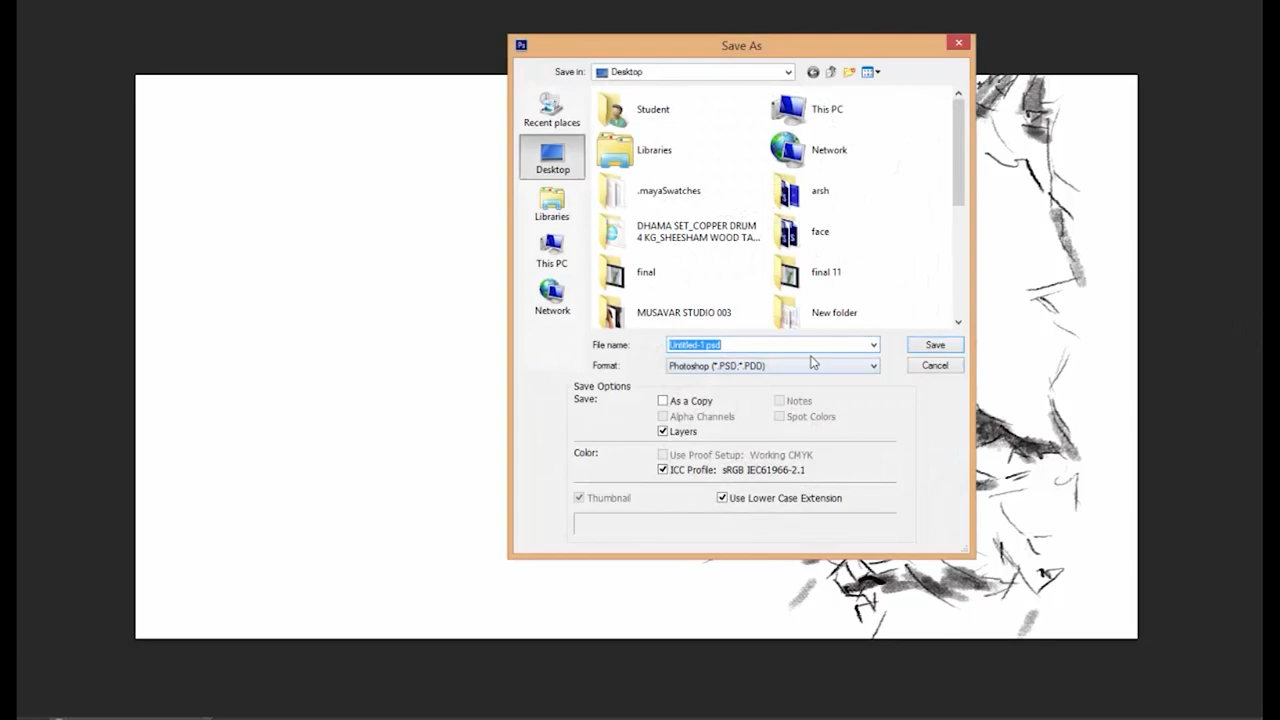 Ps
Save As
Save in:
Desktop
Recent places
Desktop
Libraries
This PC
Network
Student
This PC
Libraries
Network
.mayaSwatches
arsh
DHAMA SET_COPPER DRUM
4 KG_SHEESHAM WOOD TA...
face
final
final 11
MUSAVAR STUDIO 003
New folder
File name:
Untitled-1.psd
Save
Format:
Photoshop (*.PSD;*.PDD)
Cancel
Save Options
Save:
As a Copy
Notes
Alpha Channels
Spot Colors
Layers
Color:
Use Proof Setup: Working CMYK
ICC Profile: sRGB IEC61966-2.1
Thumbnail
Use Lower Case Extension